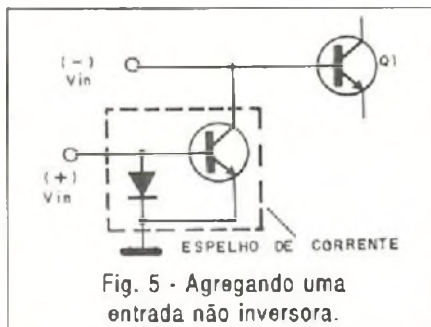 (-)
Vin
Q1
(+)
Vin
ESPELHO DE CORRENTE
Fig. 5 - Agregando uma
entrada não inversora.